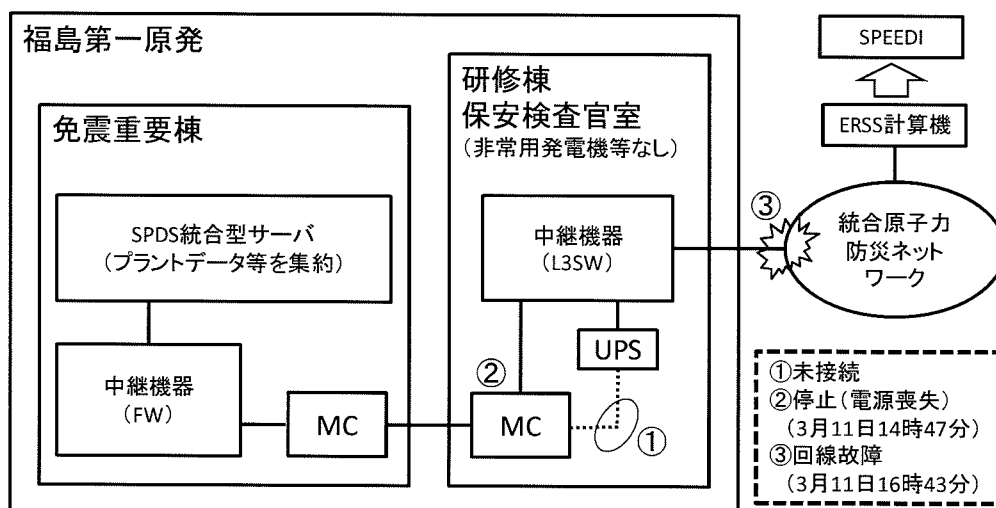 福島第一原発
免震重要棟
SPDS統合型サーバ
（プラントデータ等を集約）
中継機器
（FW）
MC
研修棟
保安検査官室
（非常用発電機等なし）
中継機器
（L3SW）
UPS
②
MC
①
③
SPEEDI
ERSS計算機
統合原子力
防災ネット
ワーク
①未接続
②停止（電源喪失）
（3月11日14時47分）
③回線故障
（3月11日16時43分）